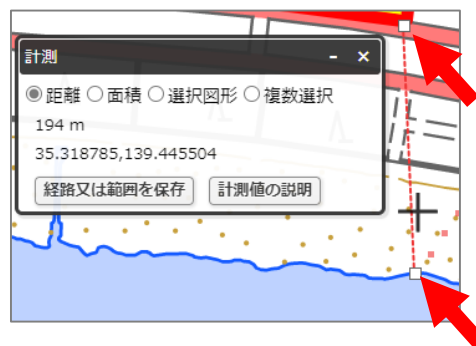 計測 - ×
距離 面積 選択図形 複数選択
194 m
35.318785,139.445504
経路又は範囲を保存 計測値の説明